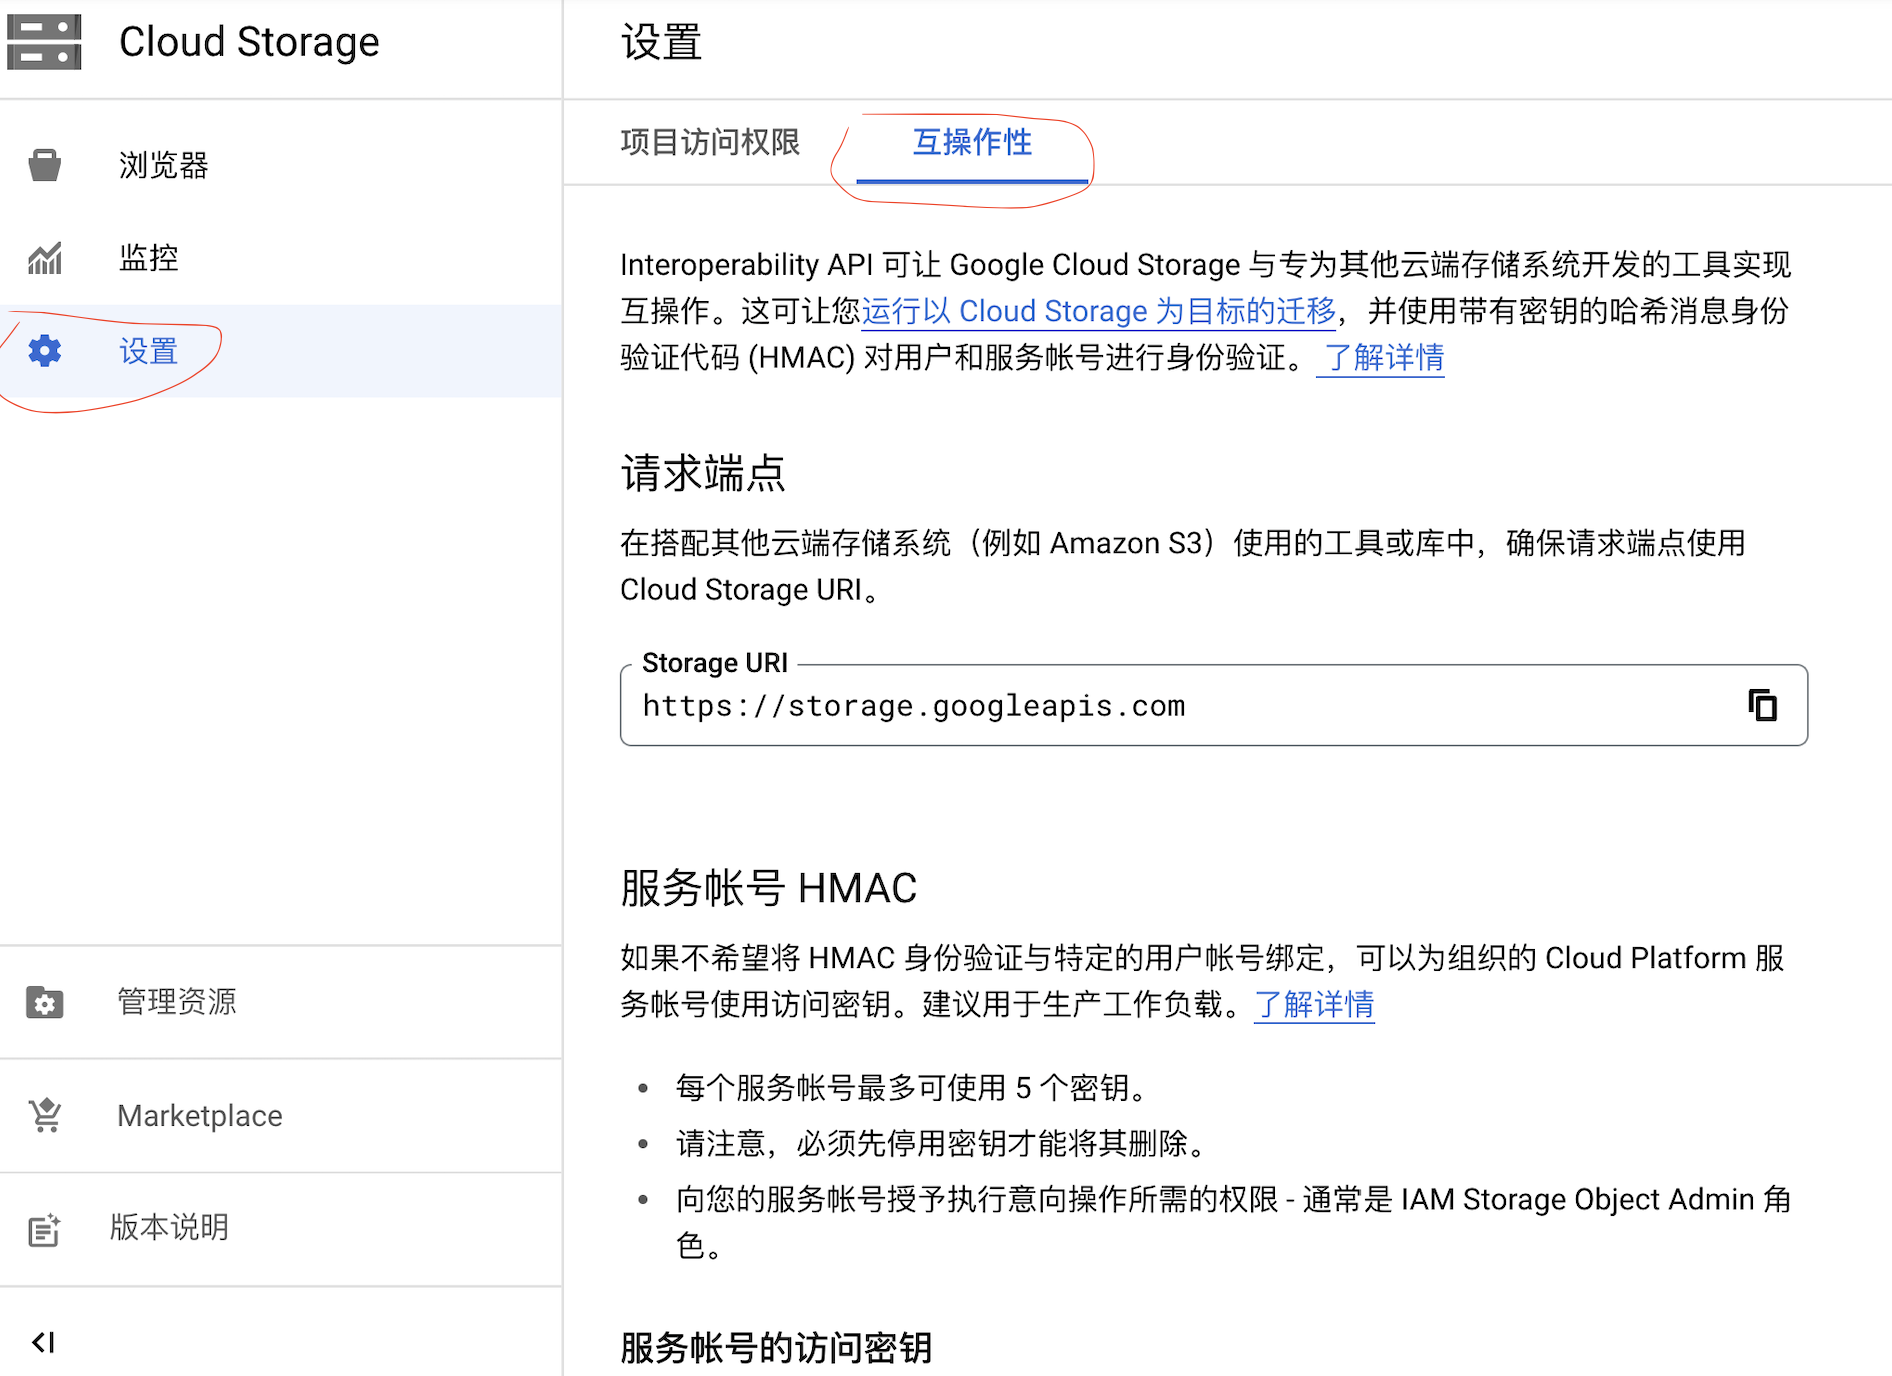 Cloud Storage
浏览器
监控
设置
管理资源
Marketplace
版本说明
设置
项目访问权限
互操作性
Interoperability API 可让 Google Cloud Storage 与专为其他云端存储系统开发的工具实现
互操作。这可让您运行以 Cloud Storage 为目标的迁移，并使用带有密钥的哈希消息身份
验证代码 (HMAC) 对用户和服务帐号进行身份验证。 了解详情
请求端点
在搭配其他云端存储系统（例如 Amazon S3）使用的工具或库中，确保请求端点使用
Cloud Storage URI。
Storage URI
https://storage.googleapis.com
服务帐号 HMAC
如果不希望将 HMAC 身份验证与特定的用户帐号绑定，可以为组织的 Cloud Platform 服
务帐号使用访问密钥。建议用于生产工作负载。 了解详情
• 每个服务帐号最多可使用 5 个密钥。
• 请注意，必须先停用密钥才能将其删除。
• 向您的服务帐号授予执行意向操作所需的权限 - 通常是 IAM Storage Object Admin 角
色。
服务帐号的访问密钥